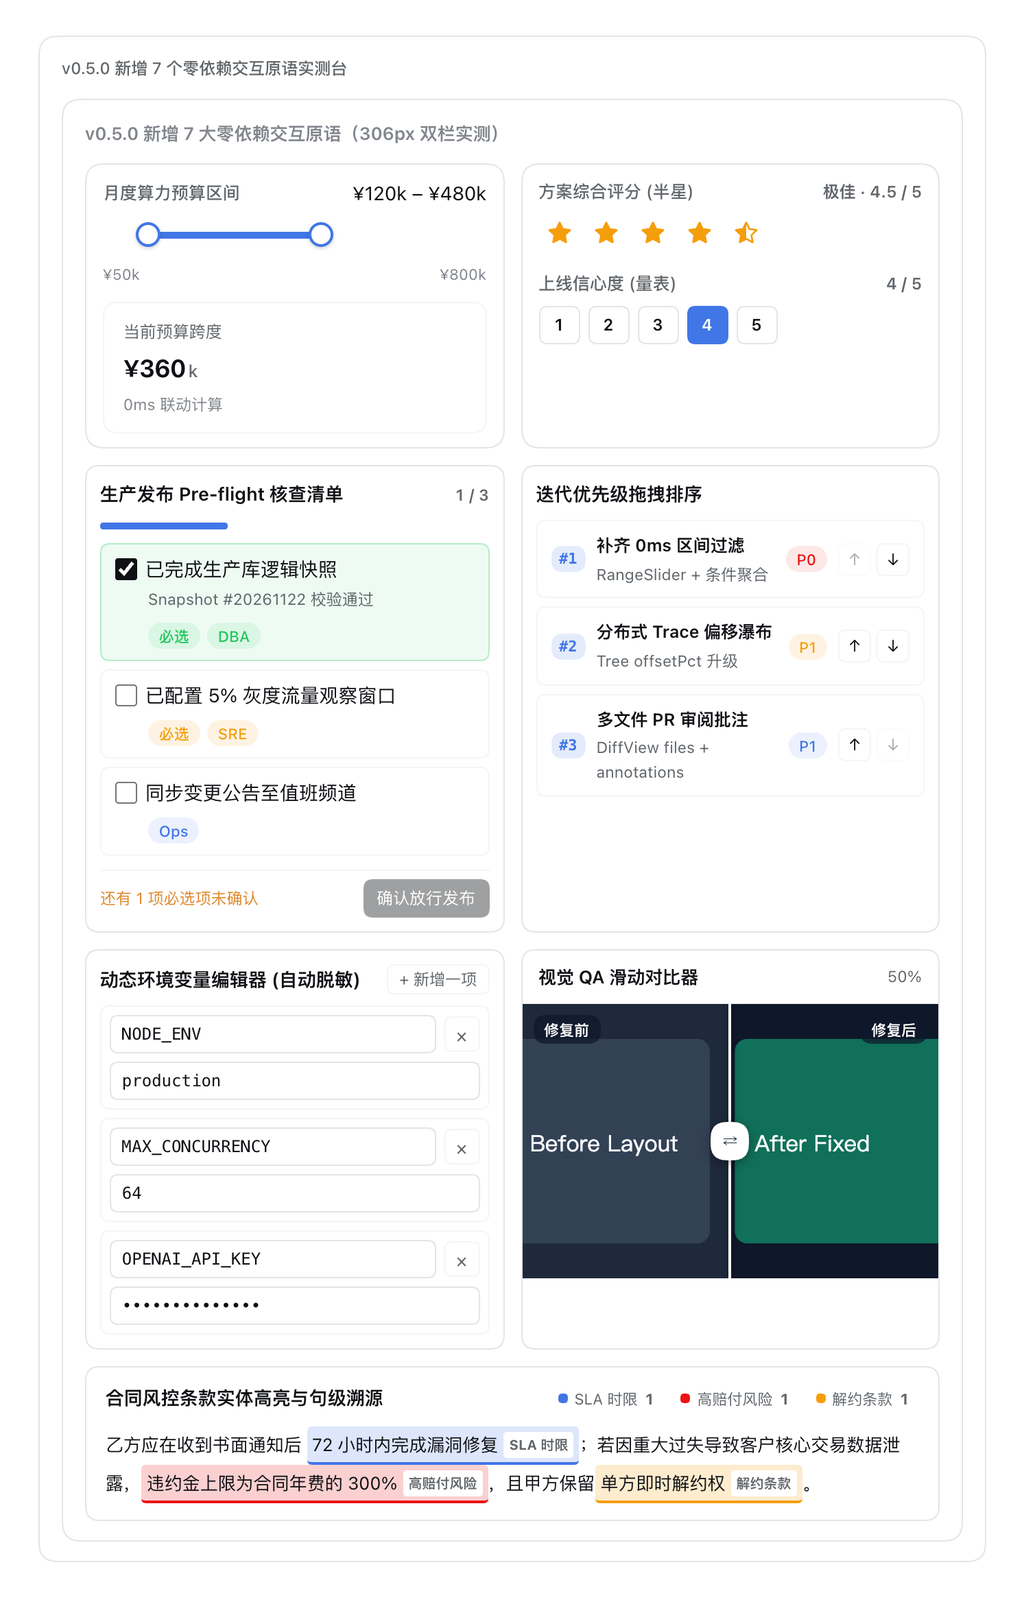 v0.5.0 新增 7 个零依赖交互原语实测台
v0.5.0 新增 7 大零依赖交互原语（306px 双栏实测）
月度算力预算区间
¥120k – ¥480k
¥50k
¥800k
当前预算跨度
¥360 k
0ms 联动计算
方案综合评分 (半星)
极佳 · 4.5 / 5
上线信心度 (量表)
4 / 5
1 2 3 4 5
生产发布 Pre-flight 核查清单
1 / 3
已完成生产库逻辑快照
Snapshot #20261122 校验通过
必选 DBA
已配置 5% 灰度流量观察窗口
必选 SRE
同步变更公告至值班频道
Ops
还有 1 项必选项未确认
确认放行发布
迭代优先级拖拽排序
#1
补齐 0ms 区间过滤
RangeSlider + 条件聚合
P0
↑ ↓
#2
分布式 Trace 偏移瀑布
Tree offsetPct 升级
P1
↑ ↓
#3
多文件 PR 审阅批注
DiffView files +
annotations
P1
↑ ↓
动态环境变量编辑器 (自动脱敏)
+ 新增一项
NODE_ENV
×
production
MAX_CONCURRENCY
×
64
OPENAI_API_KEY
×
••••••••••••••
视觉 QA 滑动对比器
50%
修复前
修复后
Before Layout
⇄
After Fixed
合同风控条款实体高亮与句级溯源
SLA 时限 1
高赔付风险 1
解约条款 1
乙方应在收到书面通知后 72 小时内完成漏洞修复 SLA 时限 ；若因重大过失导致客户核心交易数据泄
露，违约金上限为合同年费的 300% 高赔付风险 ，且甲方保留 单方即时解约权 解约条款 。